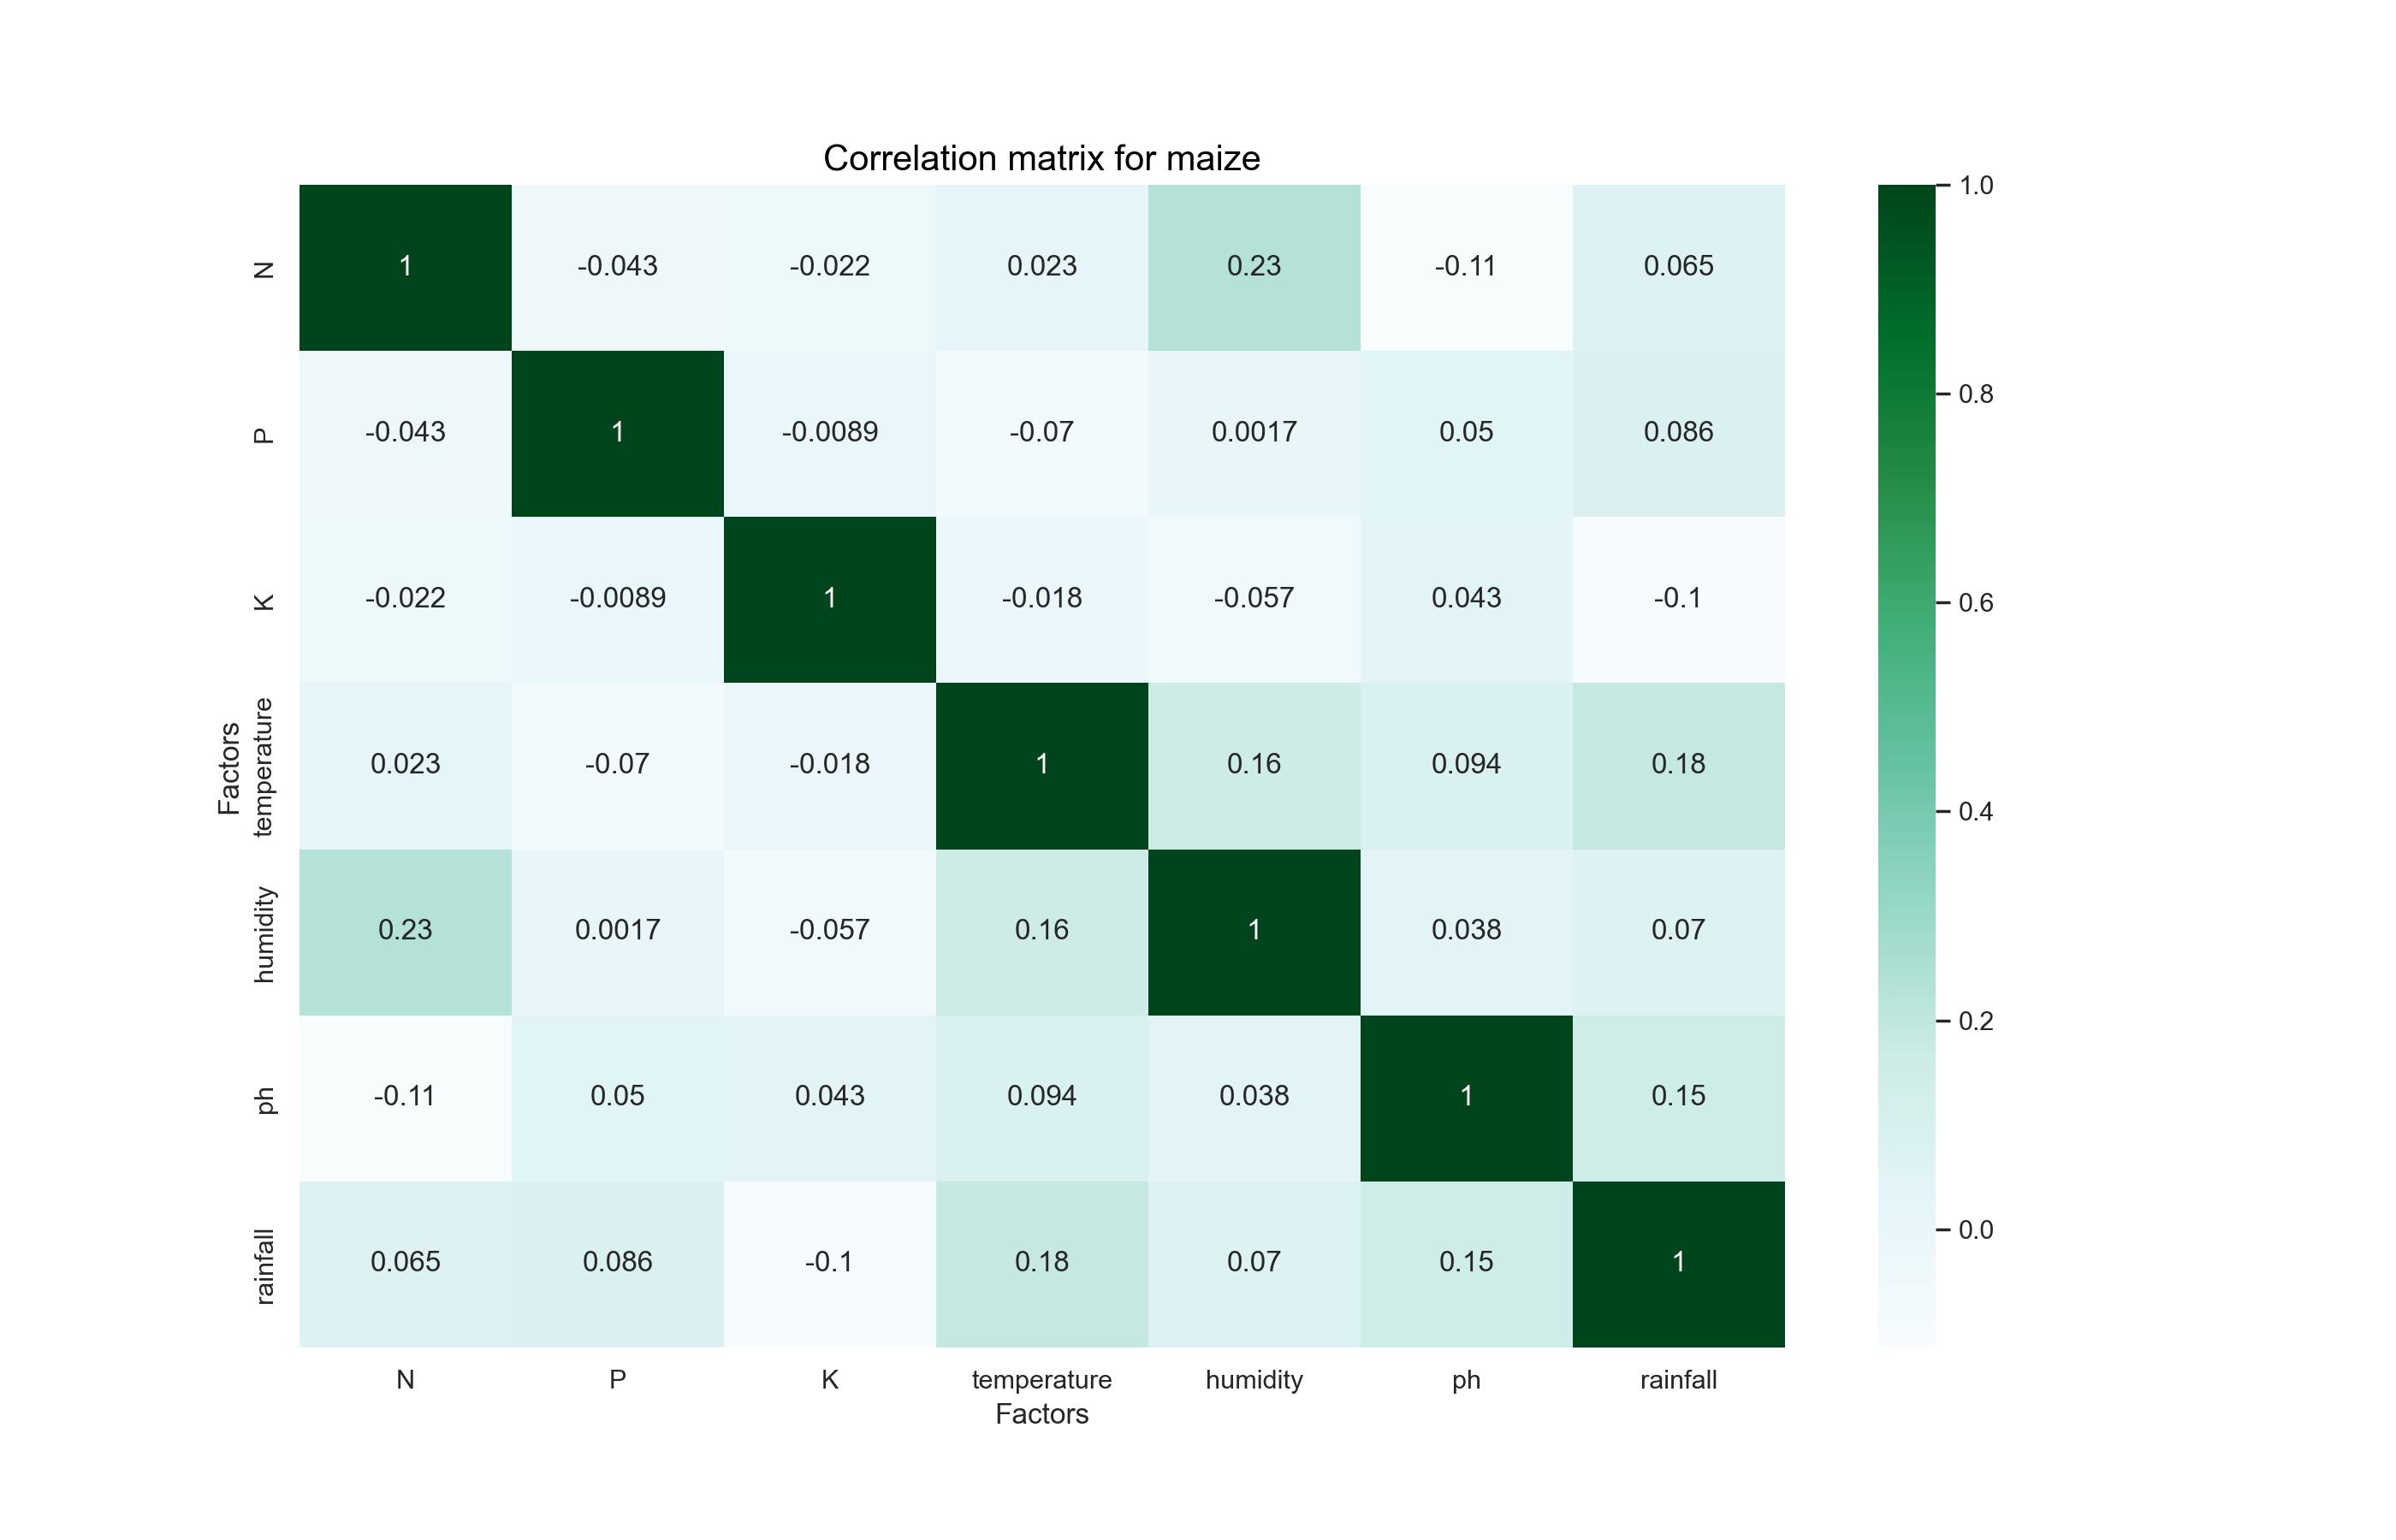 Correlation matrix for maize
N 1 -0.043 -0.022 0.023 0.23 -0.11 0.065
P -0.043 1 -0.0089 -0.07 0.0017 0.05 0.086
K -0.022 -0.0089 1 -0.018 -0.057 0.043 -0.1
temperature 0.023 -0.07 -0.018 1 0.16 0.094 0.18
humidity 0.23 0.0017 -0.057 0.16 1 0.038 0.07
ph -0.11 0.05 0.043 0.094 0.038 1 0.15
rainfall 0.065 0.086 -0.1 0.18 0.07 0.15 1
Factors
N P K temperature humidity ph rainfall
Factors
1.0
0.8
0.6
0.4
0.2
0.0